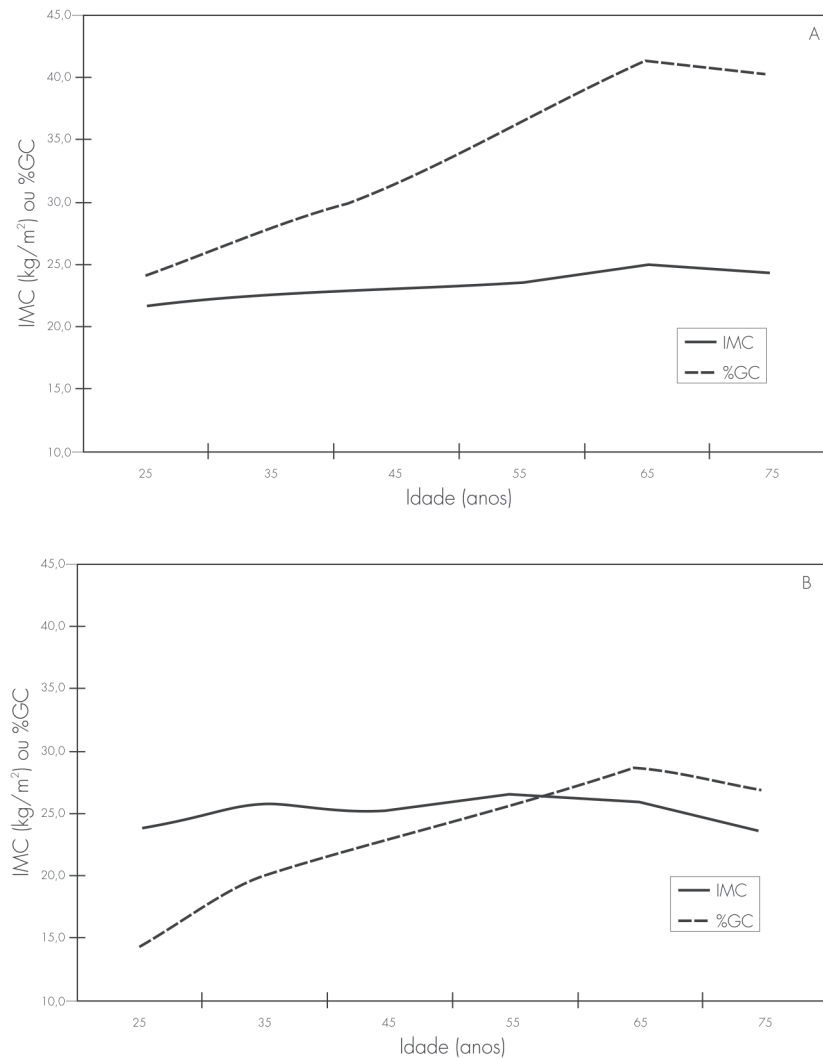 A
45,0
40,0
35,0
30,0
25,0
20,0
15,0
10,0
IMC (kg/m²) ou %GC
IMC
%GC
25 35 45 55 65 75
Idade (anos)
B
45,0
40,0
35,0
30,0
25,0
20,0
15,0
10,0
IMC (kg/m²) ou %GC
IMC
%GC
25 35 45 55 65 75
Idade (anos)